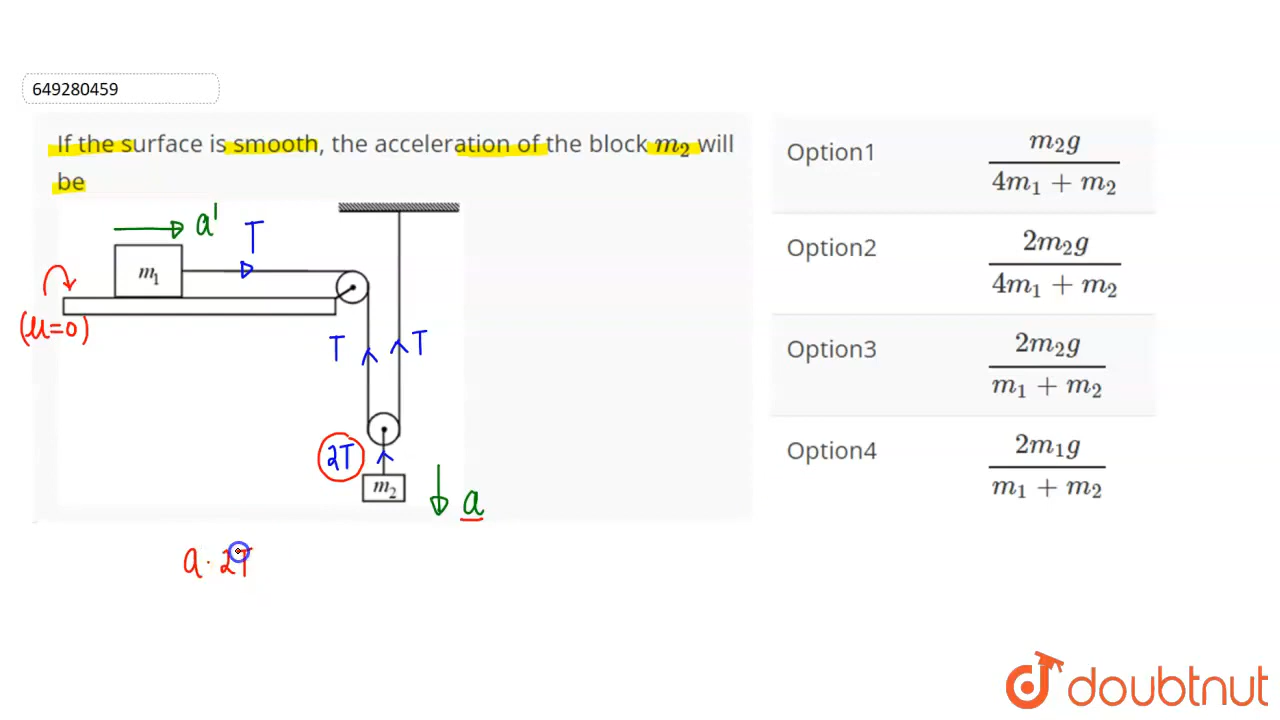 649280459
If the surface is smooth, the acceleration of the block m₂ will
be
a'
T
m₁
(μ=0)
T
T
2T
m₂
a
a · 2T
Option1
m₂g
4m₁ + m₂
Option2
2m₂g
4m₁ + m₂
Option3
2m₂g
m₁ + m₂
Option4
2m₁g
m₁ + m₂
doubtnut